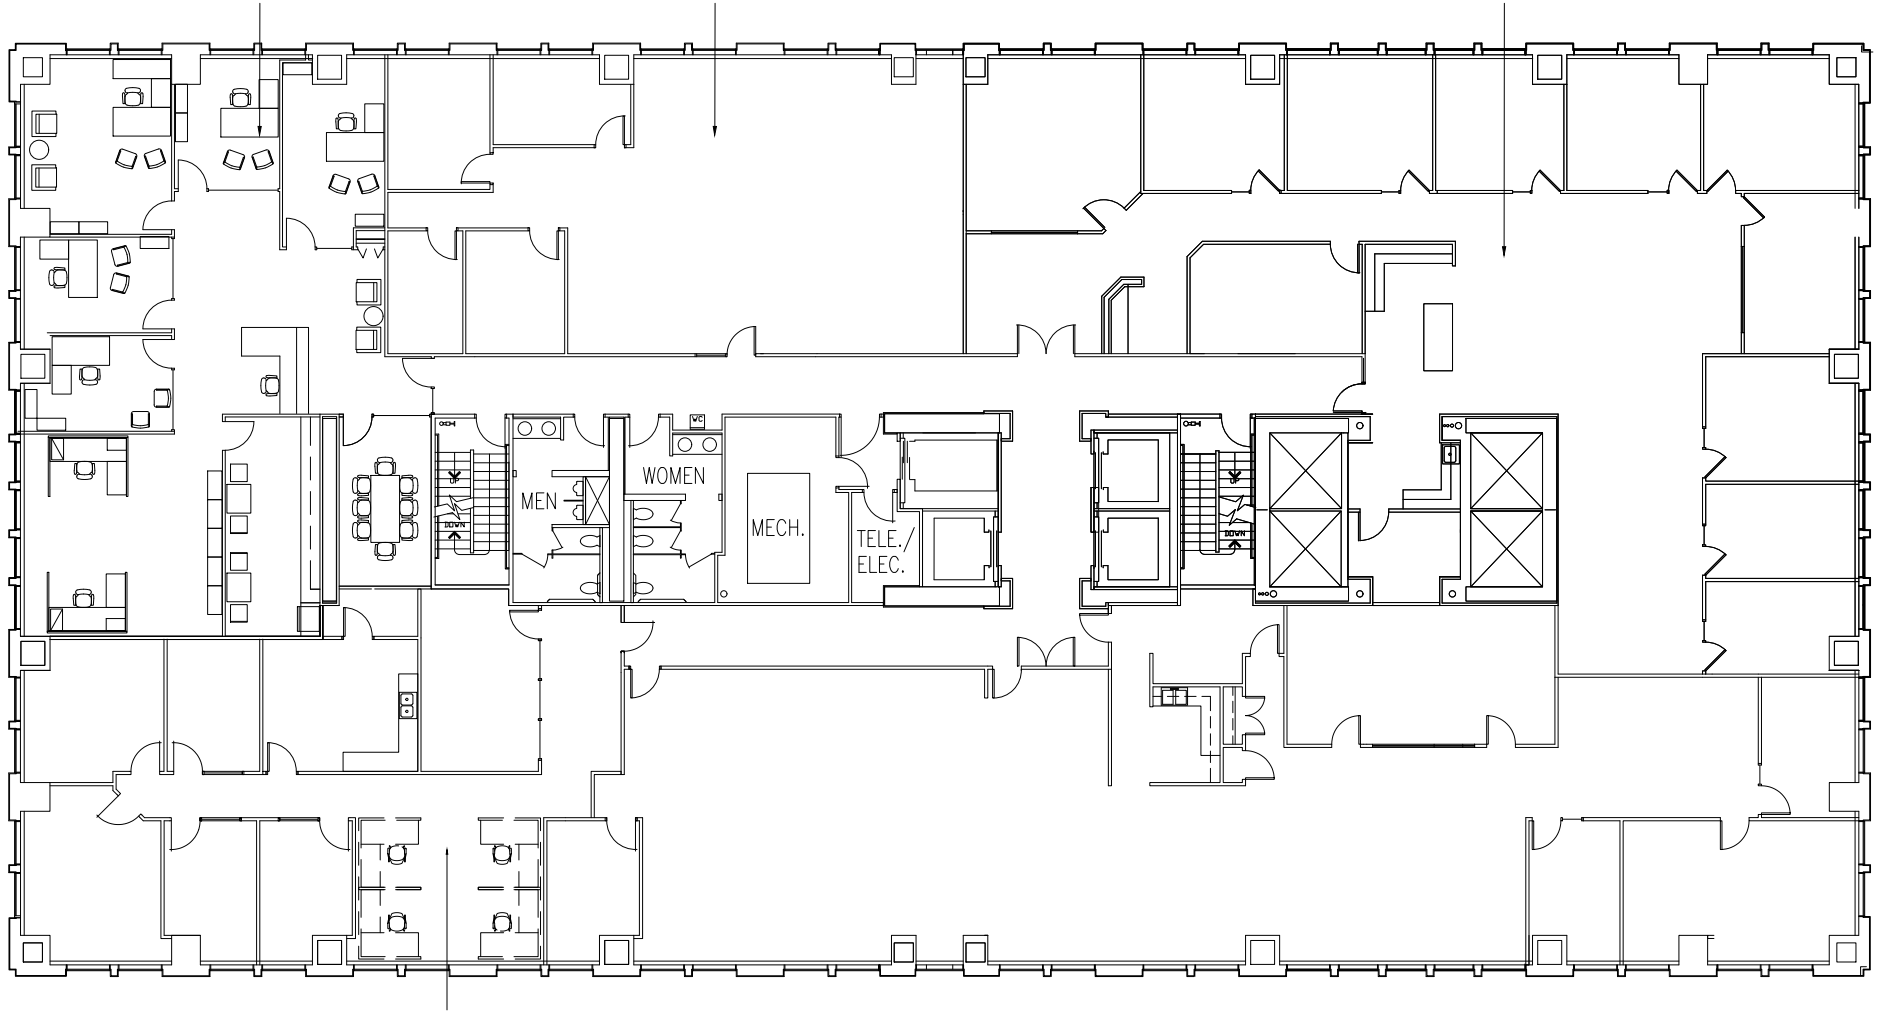 WC
UP
UP
WOMEN
MEN
DOWN
MECH.
TELE./
ELEC.
DOWN